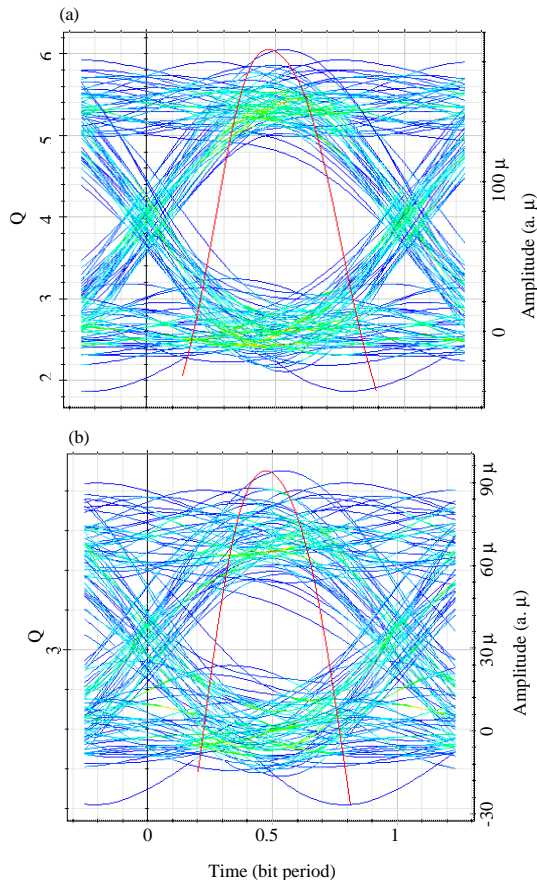 (a)
6
5
4
3
2
Q
100 µ
0
Amplitude (a. µ)
(b)
3
Q
90 µ
60 µ
30 µ
0
-30
Amplitude (a. µ)
0
0.5
1
Time (bit period)